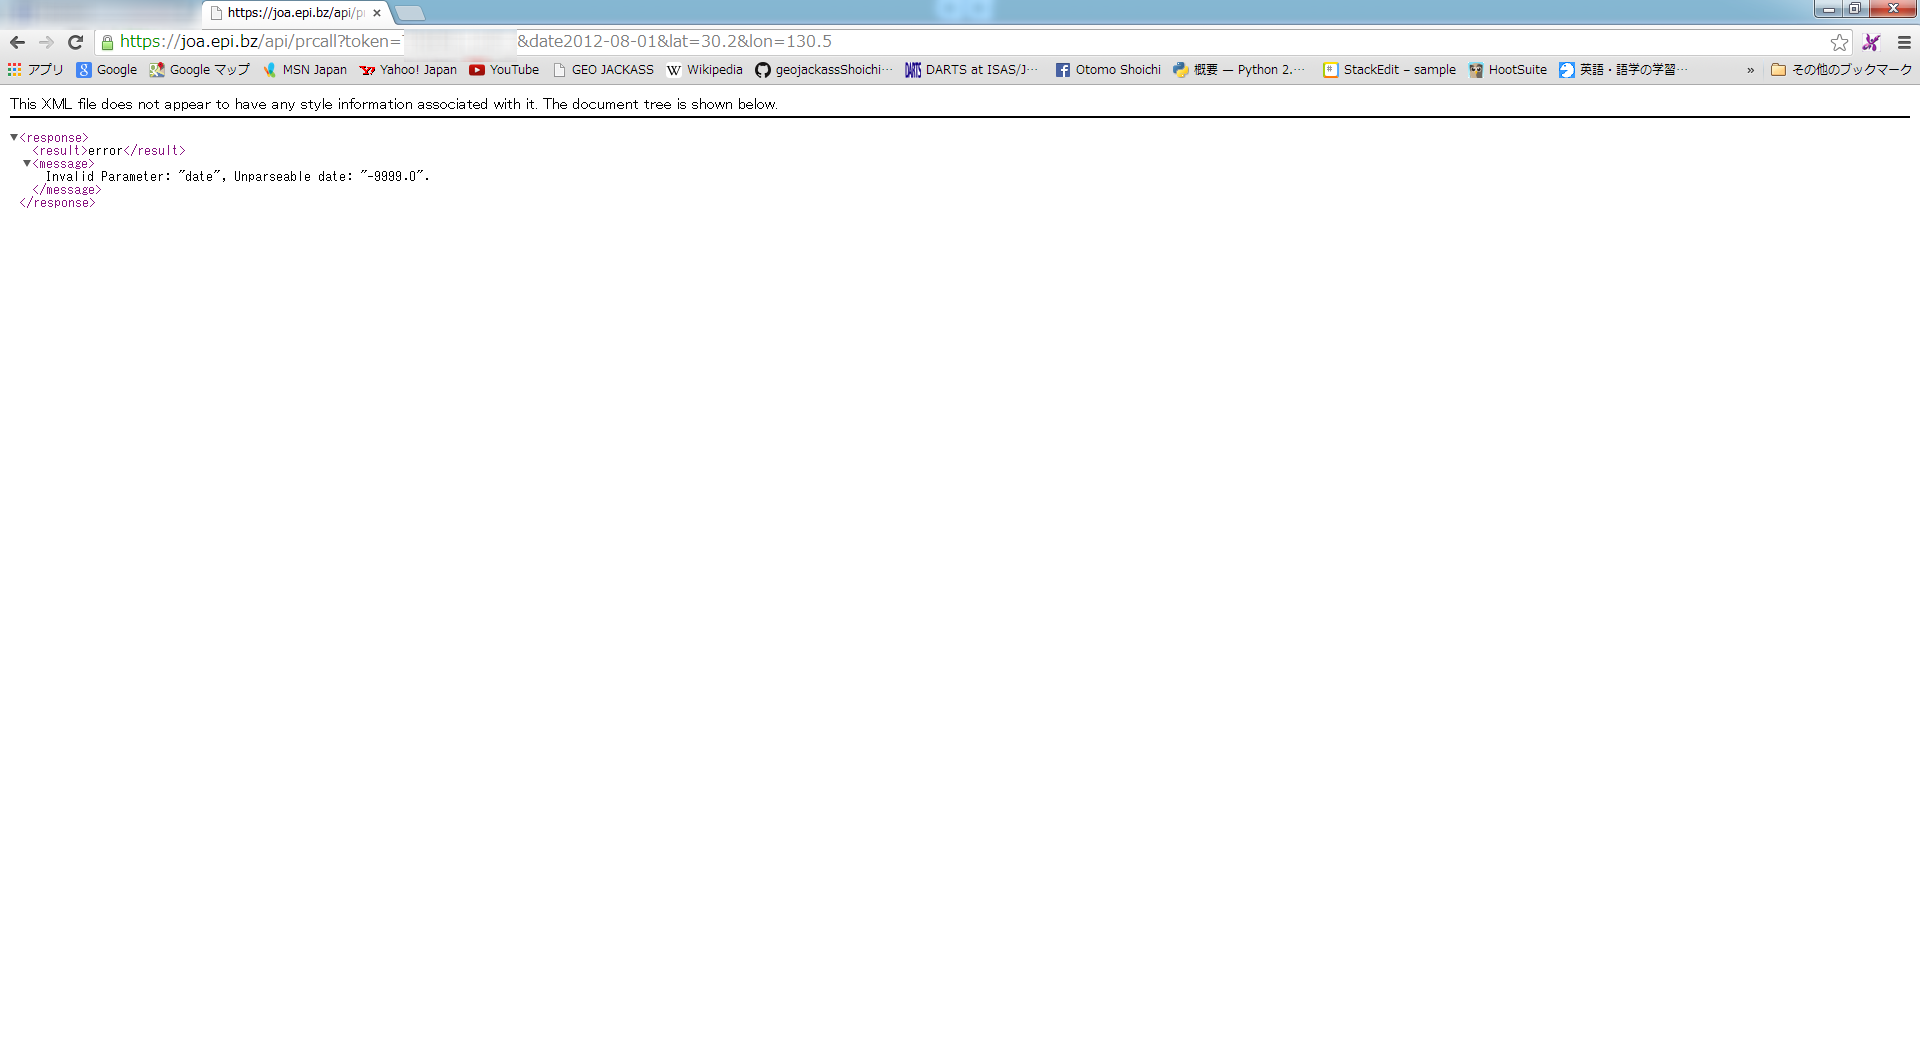 https://joa.epi.bz/api/p
https://joa.epi.bz/api/prcall?token= &date2012-08-01&lat=30.2&lon=130.5
アプリ Google Google マップ MSN Japan Yahoo! Japan YouTube GEO JACKASS Wikipedia geojackassShoichi… DARTS at ISAS/J… Otomo Shoichi 概要 — Python 2.… StackEdit – sample HootSuite 英語・語学の学習… » その他のブックマーク
This XML file does not appear to have any style information associated with it. The document tree is shown below.
▼<response>
<result>error</result>
▼<message>
Invalid Parameter: "date", Unparseable date: "-9999.0".
</message>
</response>